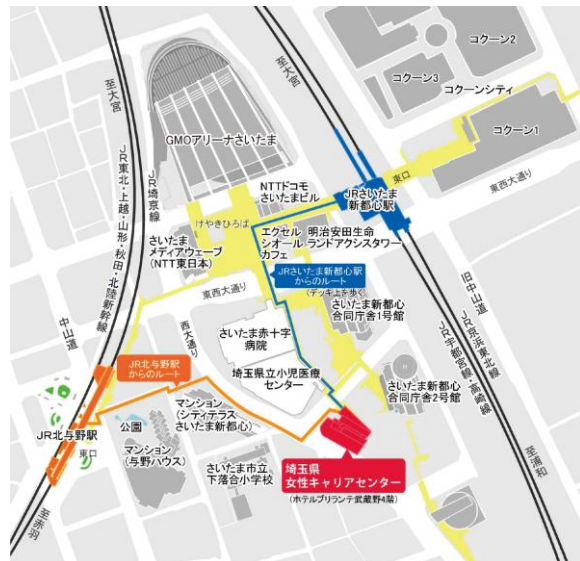 コクーン2
コクーン3
コクーンシティ
コクーン1
至大宮
至大宮
GMOアリーナさいたま
東口
JRさいたま
新都心駅
東西大通り
NTTドコモ
さいたまビル
けやきひろば
JR東北・上越・山形・秋田・北陸新幹線
JR埼京線
さいたま
メディアウェーブ
(NTT東日本)
エクセル
シオール
カフェ
明治安田生命
ランドアクシスタワー
JRさいたま新都心駅
からのルート
(デッキ上を歩く)
東西大通り
さいたま新都心
合同庁舎1号館
旧中山道
JR京浜東北線
JR宇都宮線・高崎線
中山道
西大通り
さいたま赤十字
病院
埼玉県立小児医療
センター
さいたま新都心
合同庁舎2号館
JR北与野駅
からのルート
JR北与野駅
東口
公園
マンション
(与野ハウス)
マンション
(シティテラス
さいたま新都心)
さいたま市立
下落合小学校
埼玉県
女性キャリアセンター
(ホテルブリランテ武蔵野4階)
至浦和
至赤羽